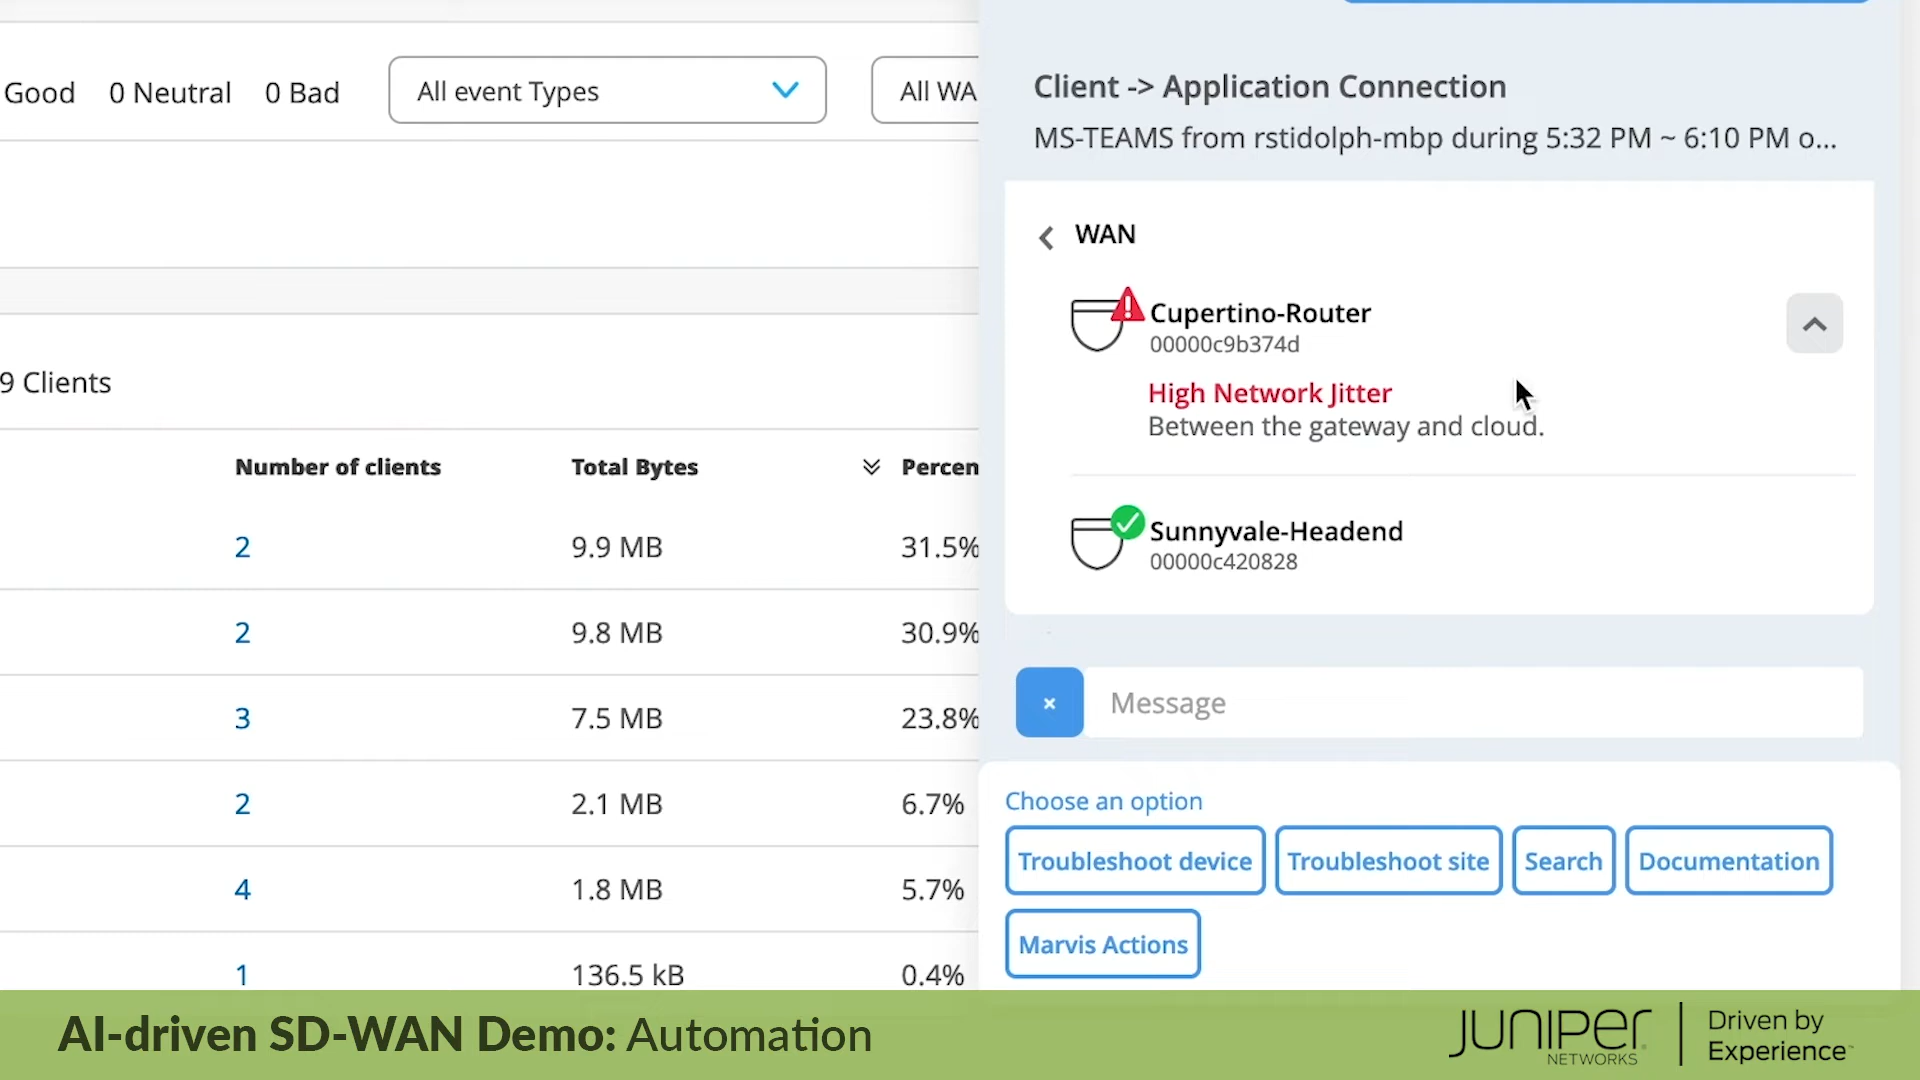 Good 0 Neutral 0 Bad
All event Types
All WA
9 Clients
Number of clients Total Bytes Percen
2 9.9 MB 31.5%
2 9.8 MB 30.9%
3 7.5 MB 23.8%
2 2.1 MB 6.7%
4 1.8 MB 5.7%
1 136.5 kB 0.4%
Client -> Application Connection
MS-TEAMS from rstidolph-mbp during 5:32 PM ~ 6:10 PM o...
WAN
Cupertino-Router
00000c9b374d
High Network Jitter
Between the gateway and cloud.
Sunnyvale-Headend
00000c420828
Message
Choose an option
Troubleshoot device Troubleshoot site Search Documentation
Marvis Actions
AI-driven SD-WAN Demo: Automation
JUNIPER
NETWORKS
Driven by
Experience™